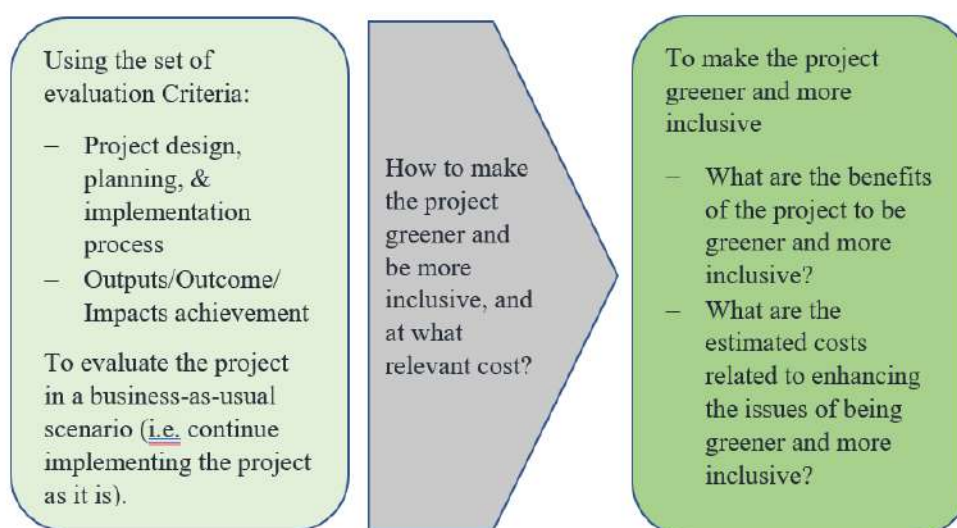 Using the set of
evaluation Criteria:
– Project design,
planning, &
implementation
process
– Outputs/Outcome/
Impacts achievement
To evaluate the project
in a business-as-usual
scenario (i.e. continue
implementing the project
as it is).
How to make
the project
greener and
be more
inclusive, and
at what
relevant cost?
To make the project
greener and more
inclusive
– What are the benefits
of the project to be
greener and more
inclusive?
– What are the
estimated costs
related to enhancing
the issues of being
greener and more
inclusive?